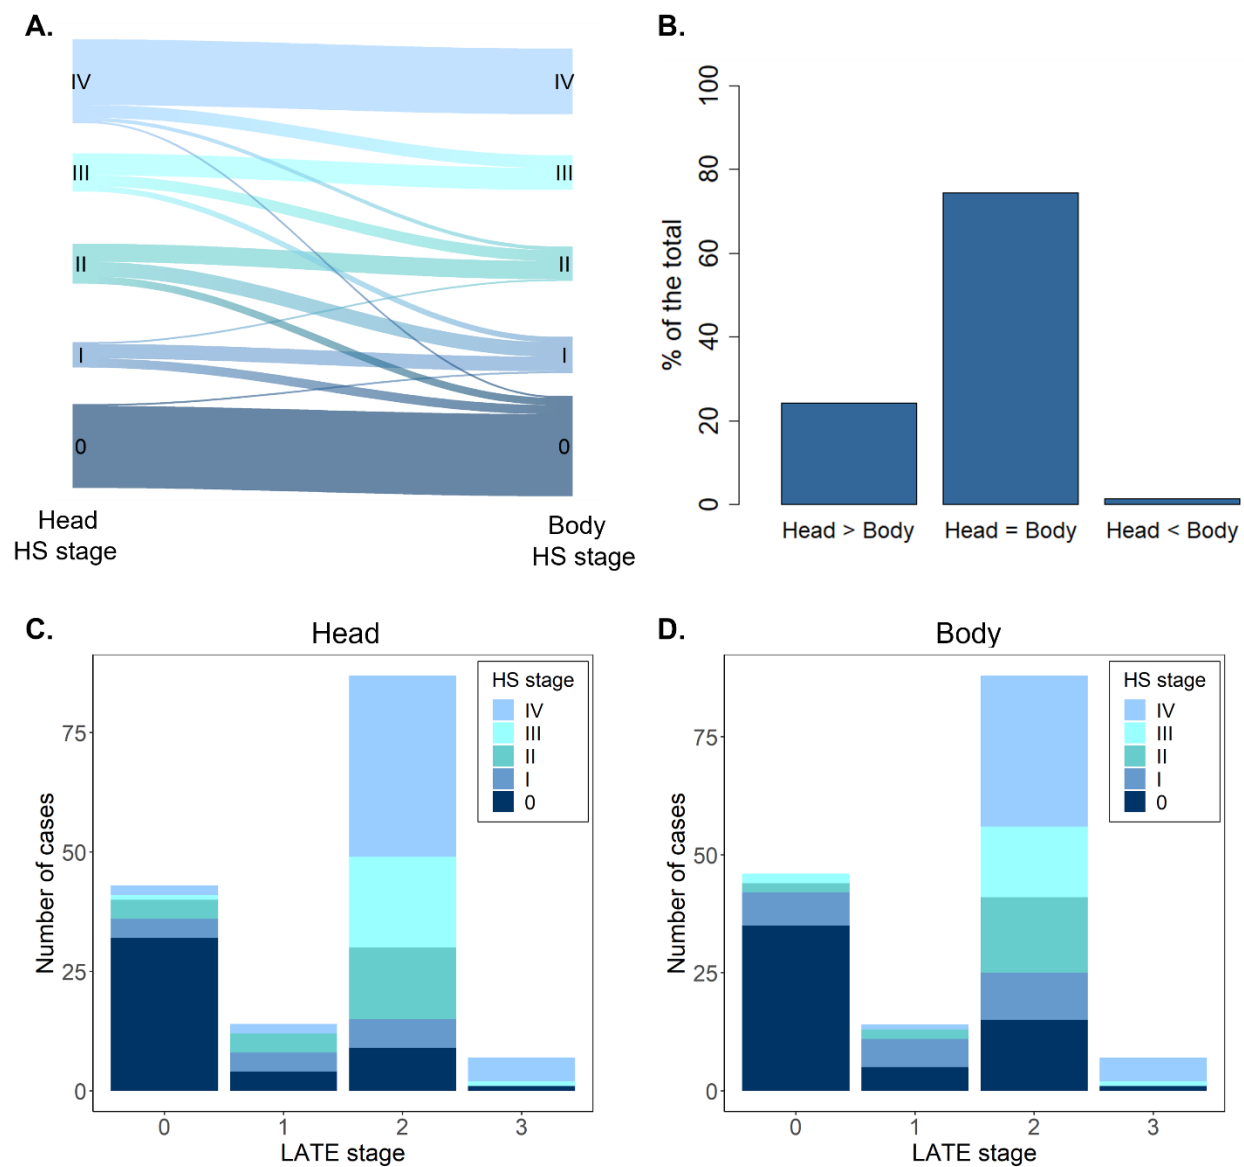 A.
IV
IV
III
III
II
II
I
I
0
0
Head
HS stage
Body
HS stage
B.
% of the total
100
80
60
40
20
0
Head > Body
Head = Body
Head < Body
C.
Head
Number of cases
75
50
25
0
HS stage
IV
III
II
I
0
0
1
2
3
LATE stage
D.
Body
Number of cases
75
50
25
0
HS stage
IV
III
II
I
0
0
1
2
3
LATE stage